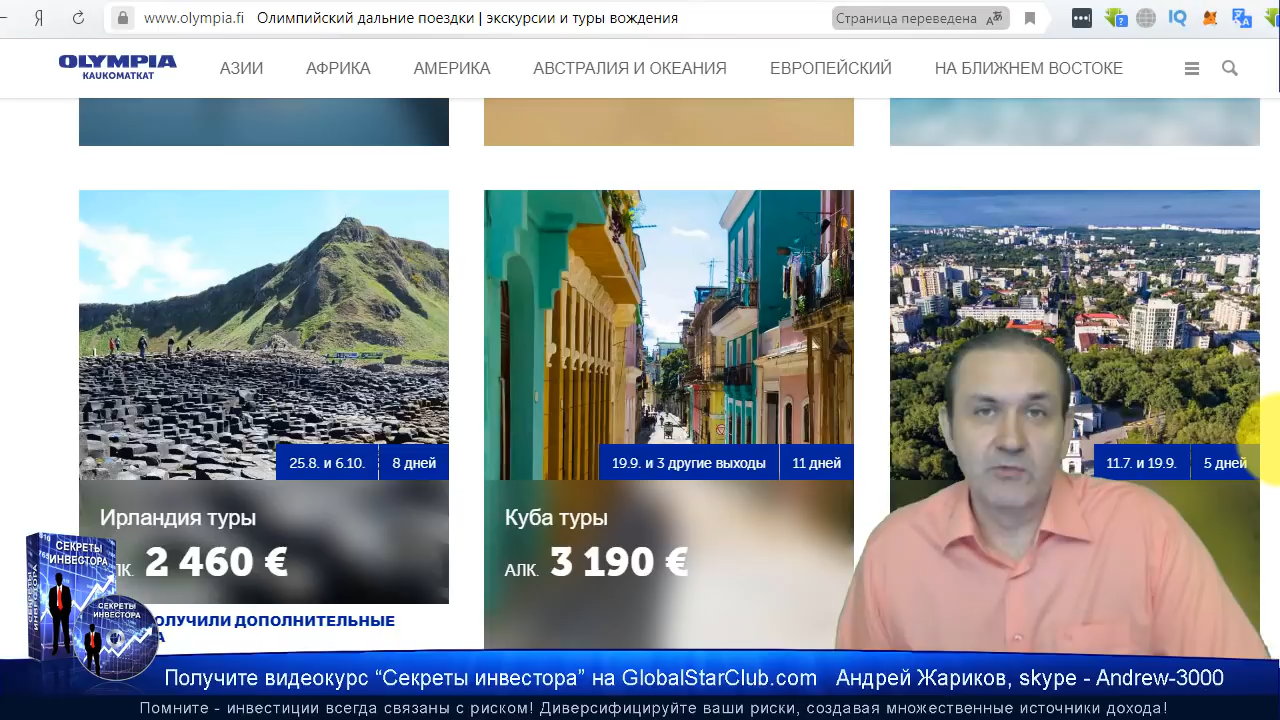 www.olympia.fi Олимпийский дальние поездки | экскурсии и туры вождения
Страница переведена
OLYMPIA
KAUKOMATKAT
АЗИИ АФРИКА АМЕРИКА АВСТРАЛИЯ И ОКЕАНИЯ ЕВРОПЕЙСКИЙ НА БЛИЖНЕМ ВОСТОКЕ
25.8. и 6.10. 8 дней
19.9. и 3 другие выходы 11 дней
11.7. и 19.9. 5 дней
Ирландия туры
2 460 €
Куба туры
АЛК. 3 190 €
ДОПОЛНИТЕЛЬНЫЕ
СЕКРЕТЫ
ИНВЕСТОРА
СЕКРЕТЫ
ИНВЕСТОРА
Получите видеокурс “Секреты инвестора” на GlobalStarClub.com Андрей Жариков, skype - Andrew-3000
Помните - инвестиции всегда связаны с риском! Диверсифицируйте ваши риски, создавая множественные источники дохода!